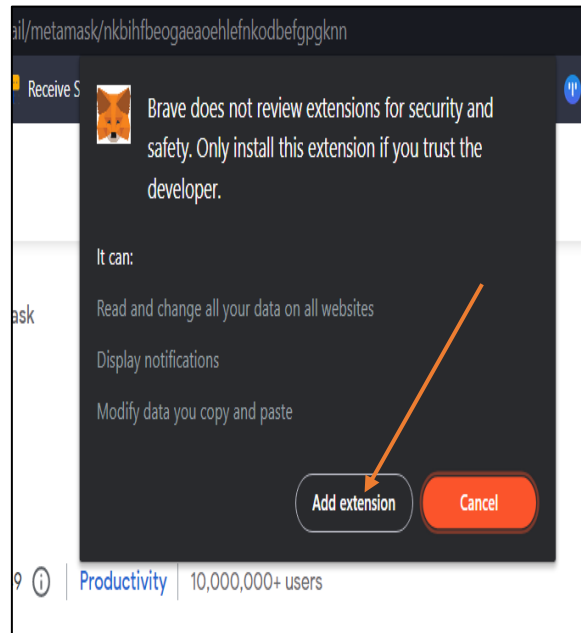 ail/metamask/nkbihfbeogaeaoehlefnkodbefgpgknn
Receive S
Brave does not review extensions for security and
safety. Only install this extension if you trust the
developer.
It can:
ask
Read and change all your data on all websites
Display notifications
Modify data you copy and paste
Add extension
Cancel
9
Productivity
10,000,000+ users